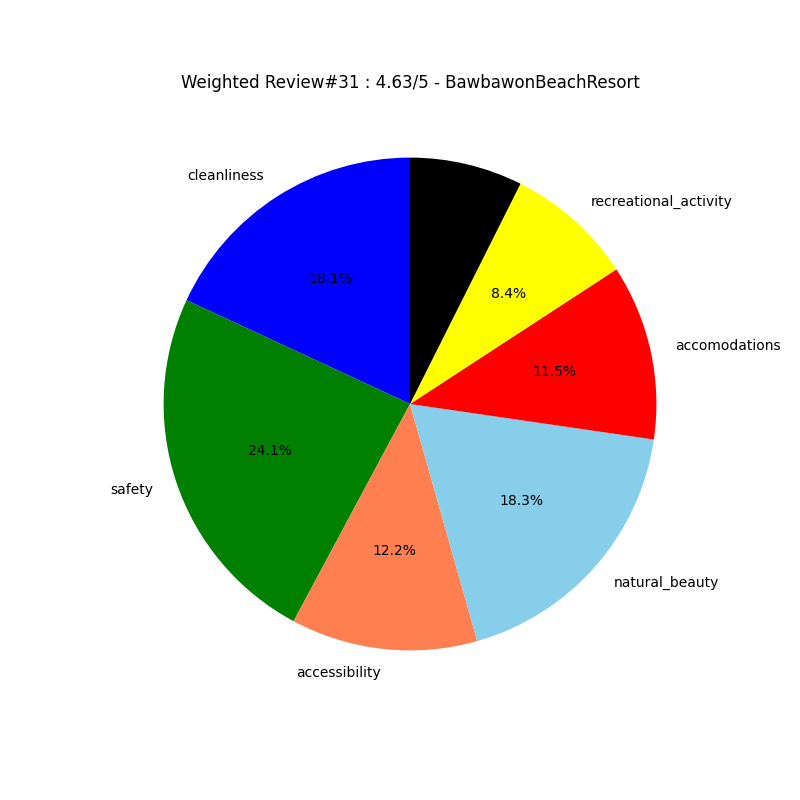 Weighted Review#31 : 4.63/5 - BawbawonBeachResort
cleanliness
recreational_activity
18.1%
8.4%
accomodations
11.5%
24.1%
safety
18.3%
12.2%
natural_beauty
accessibility